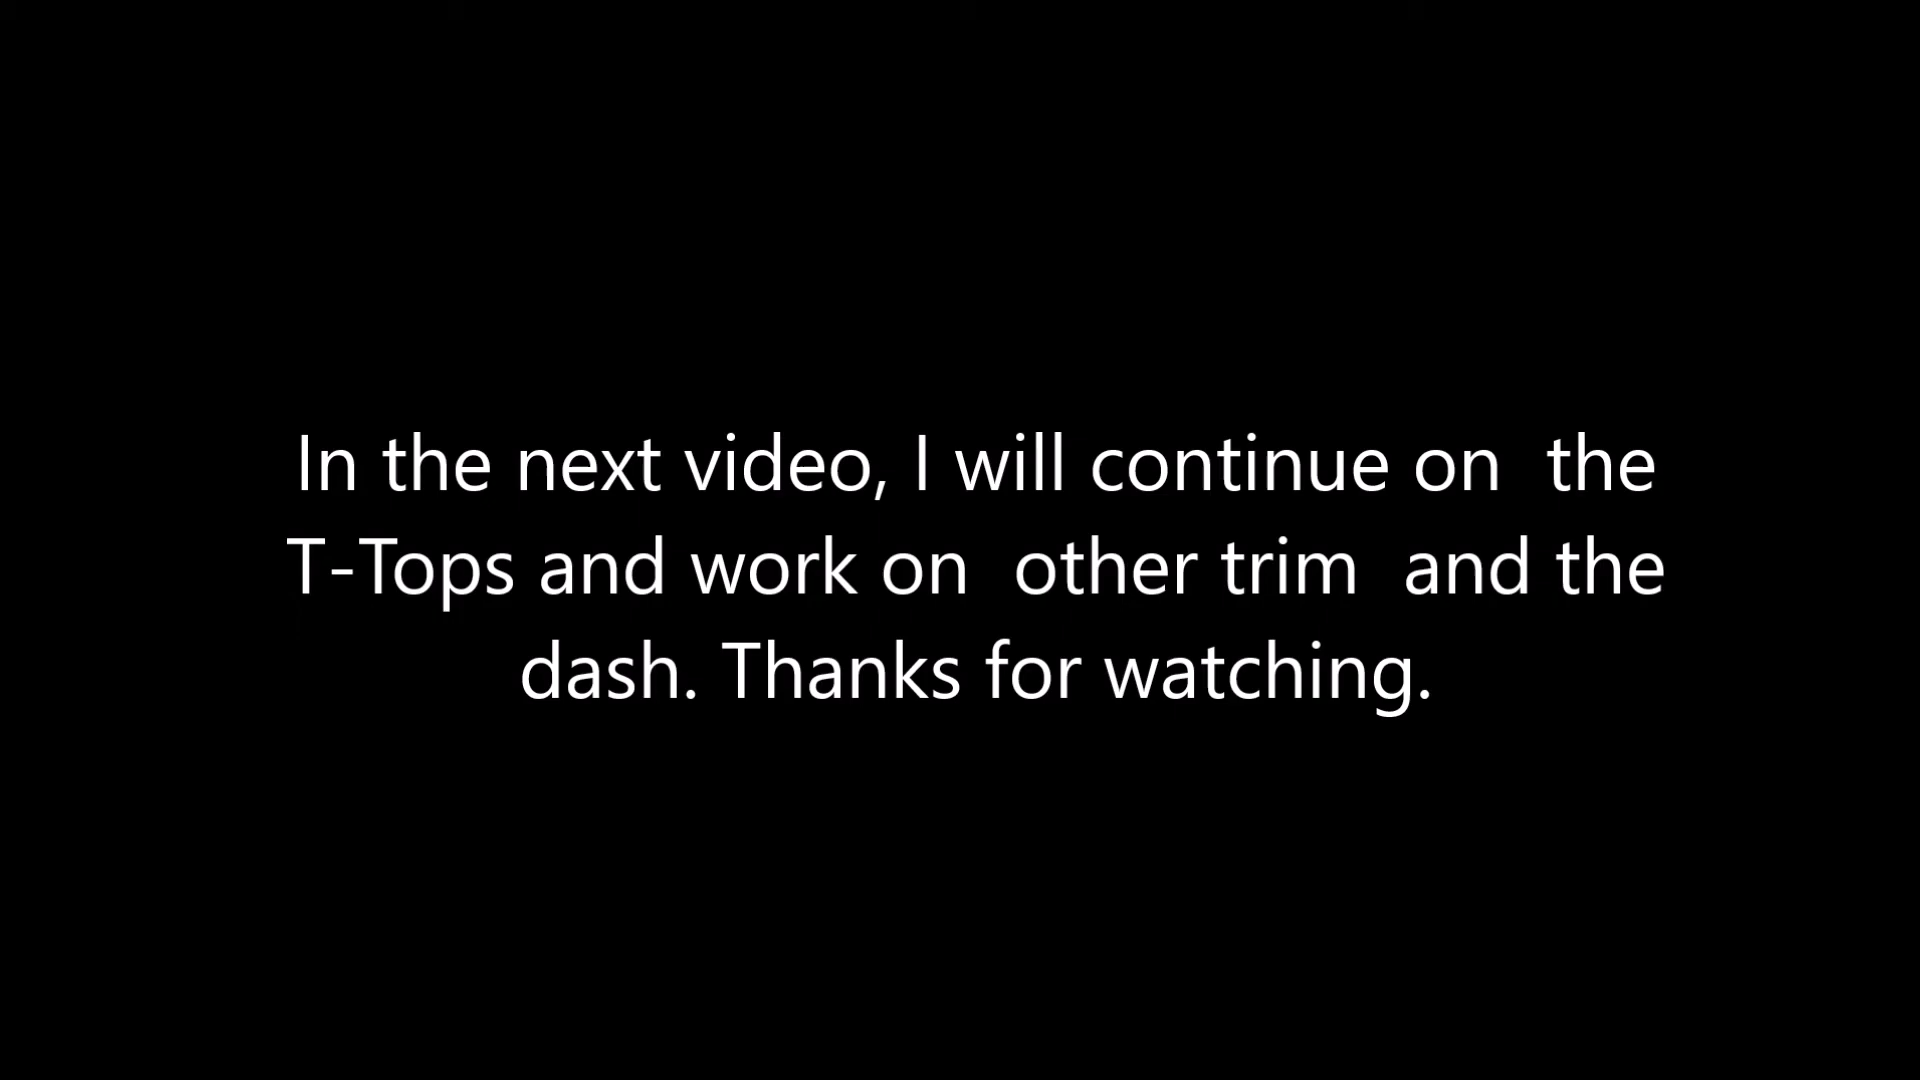 In the next video, I will continue on  the
T-Tops and work on  other trim  and the
dash. Thanks for watching.